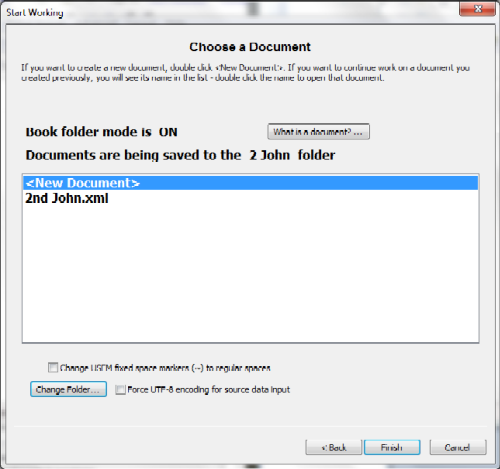 Start Working
Choose a Document
If you want to create a new document, double click <New Document>. If you want to continue work on a document you
created previously, you will see its name in the list - double click the name to open that document.
Book folder mode is ON
What is a document? ...
Documents are being saved to the 2 John folder
<New Document>
2nd John.xml
Change USFM fixed space markers (~) to regular spaces
Change Folder...
Force UTF-8 encoding for source data input
< Back
Finish
Cancel